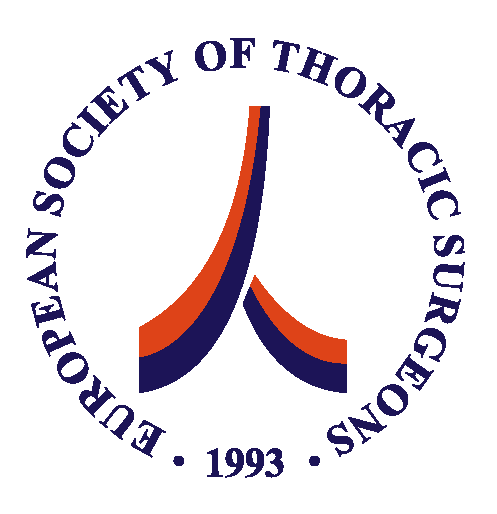 EUROPEAN SOCIETY OF THORACIC SURGEONS
· 1993 ·